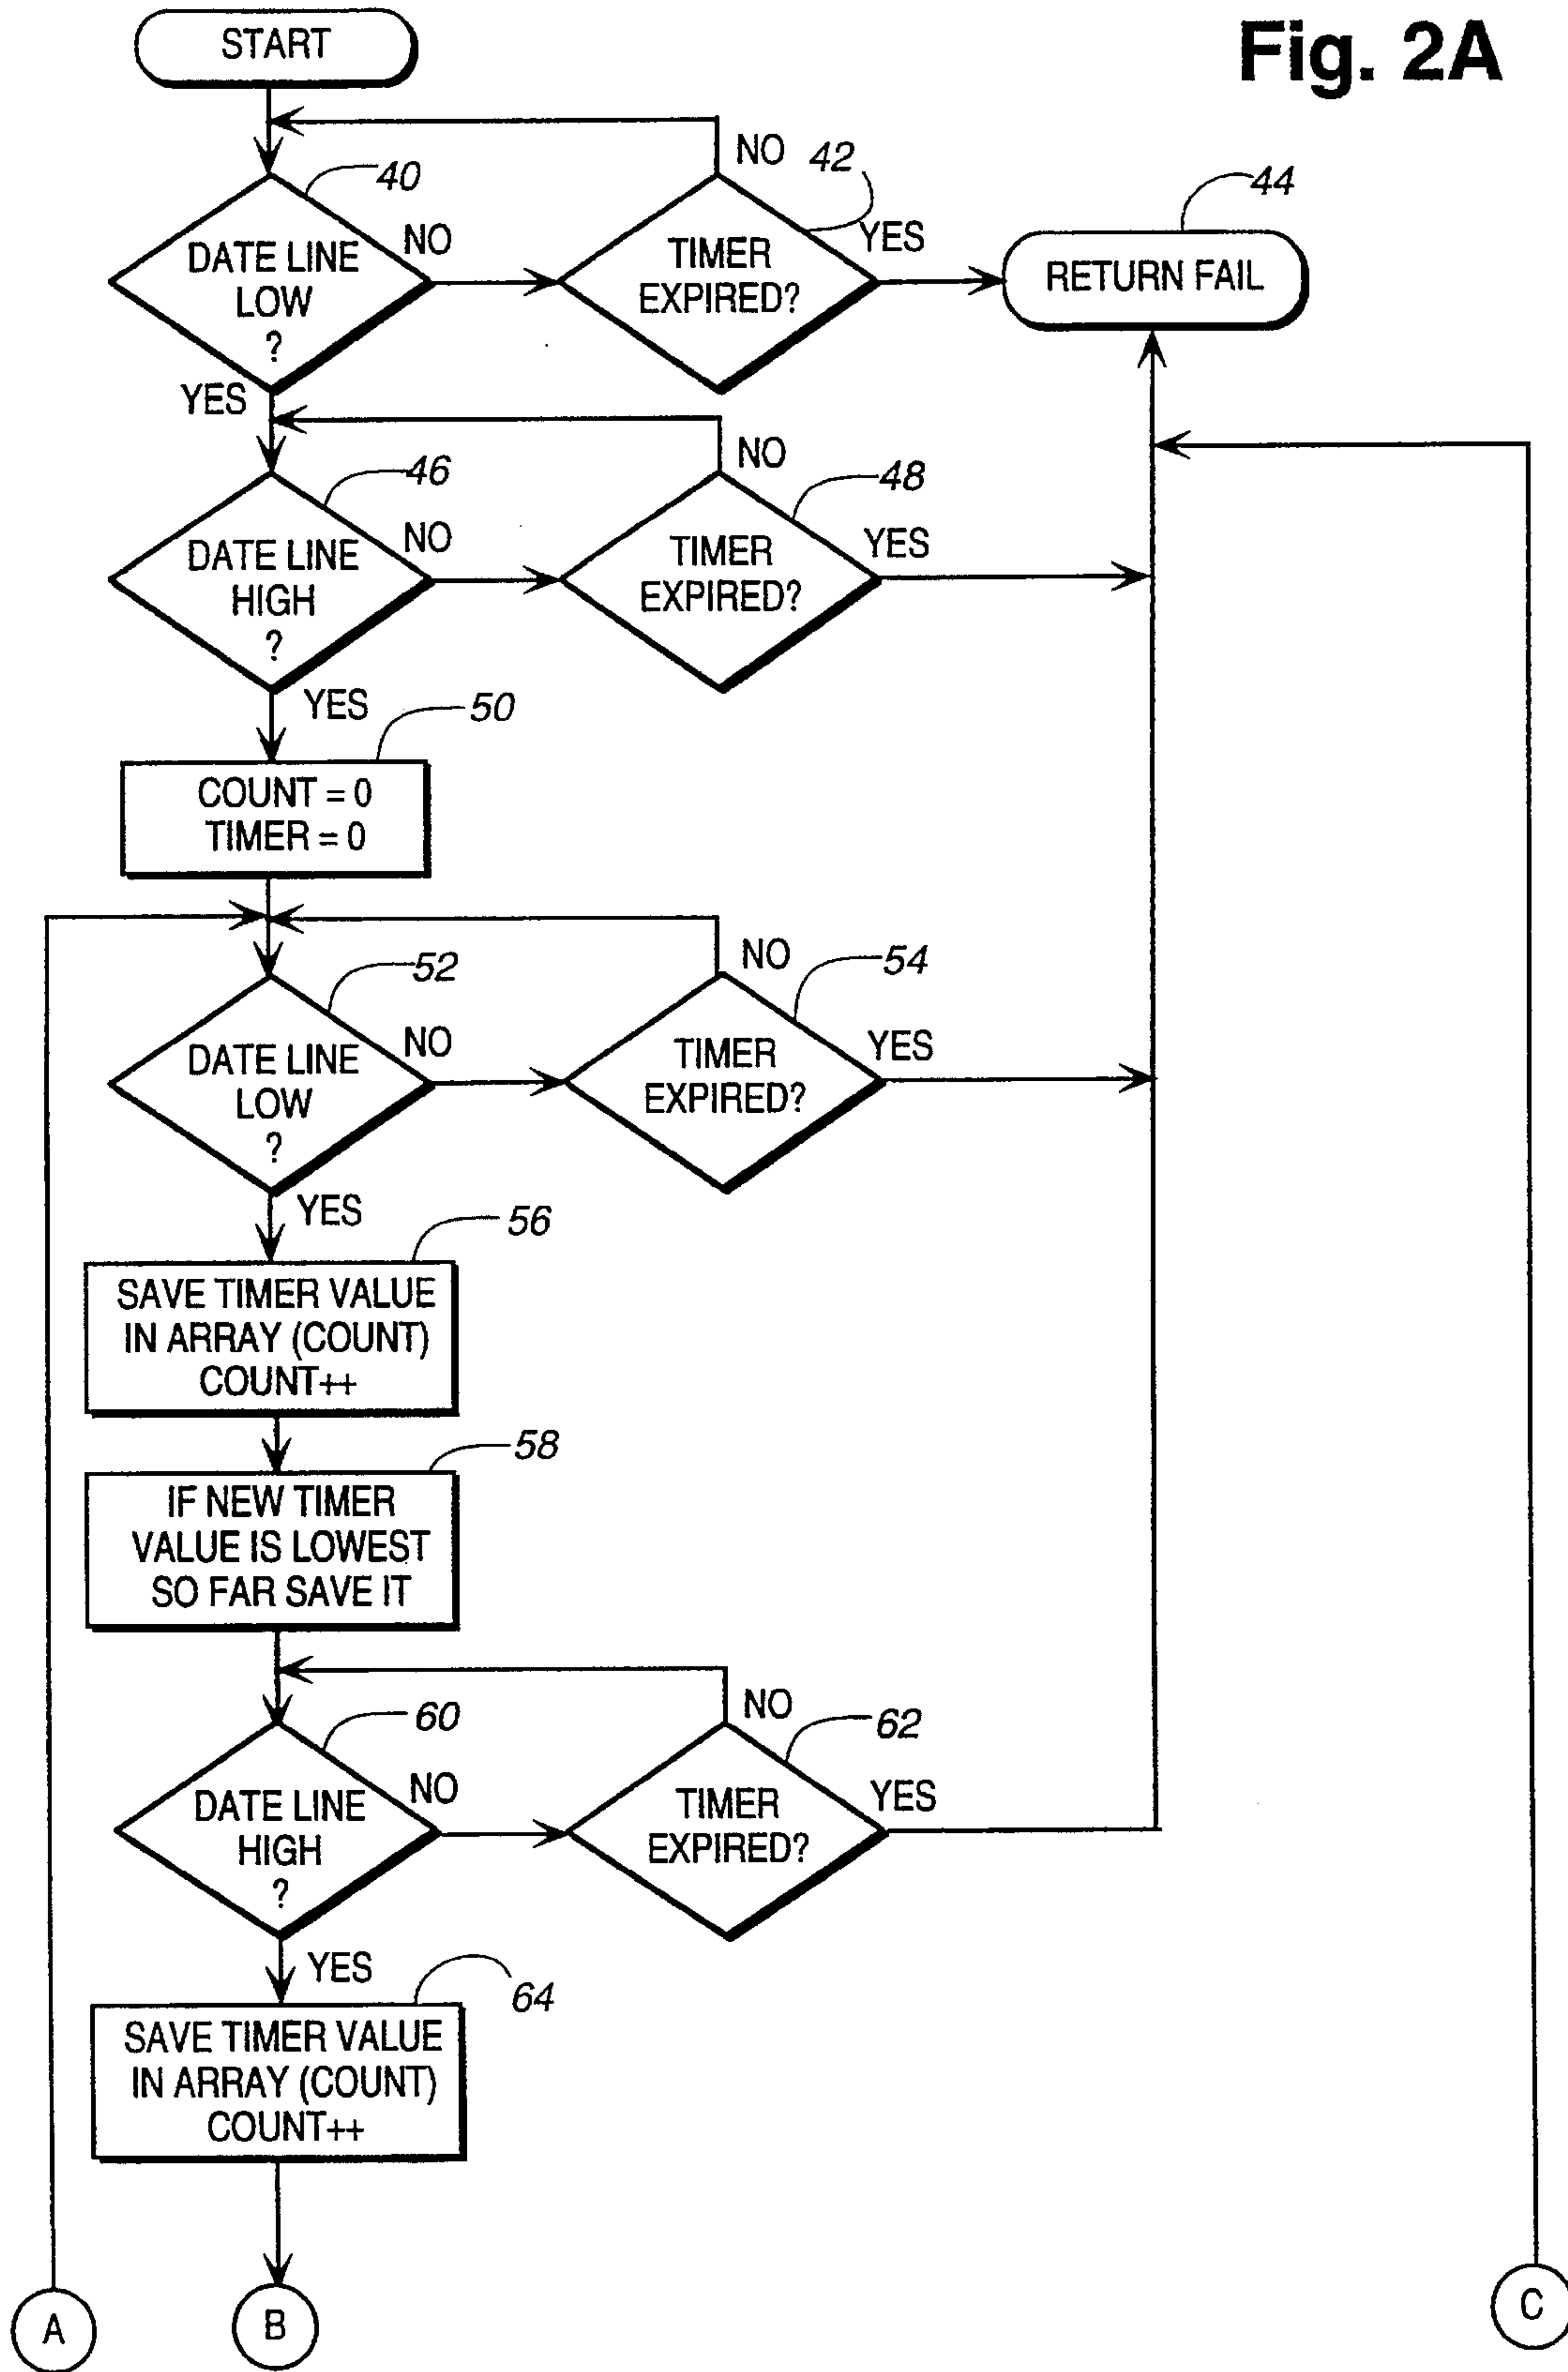 Fig. 2A
START
NO
42
40
44
NO
YES
DATE LINE
LOW
?
TIMER
EXPIRED?
RETURN FAIL
YES
NO
46
48
NO
YES
DATE LINE
HIGH
?
TIMER
EXPIRED?
YES
50
COUNT = 0
TIMER = 0
NO
52
54
NO
YES
DATE LINE
LOW
?
TIMER
EXPIRED?
YES
56
SAVE TIMER VALUE
IN ARRAY (COUNT)
COUNT++
58
IF NEW TIMER
VALUE IS LOWEST
SO FAR SAVE IT
NO
60
62
NO
YES
DATE LINE
HIGH
?
TIMER
EXPIRED?
YES
64
SAVE TIMER VALUE
IN ARRAY (COUNT)
COUNT++
A
B
C